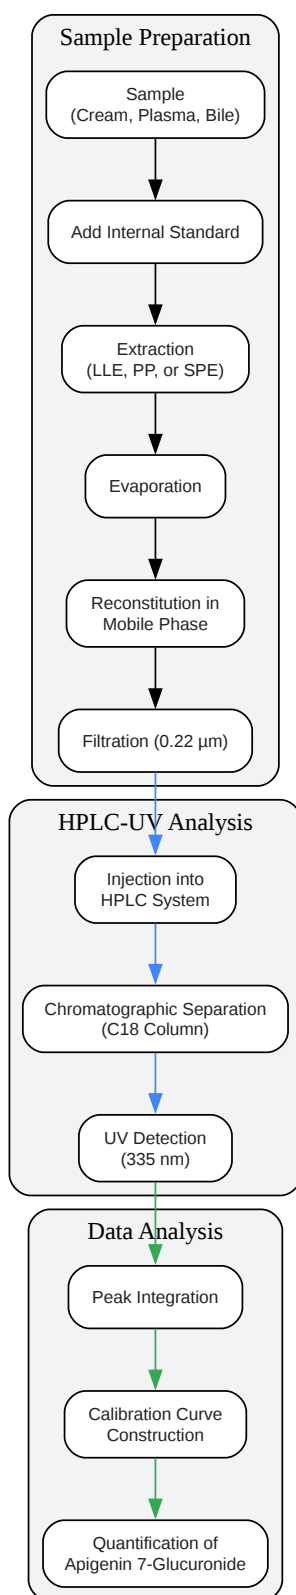 Sample Preparation
Sample
(Cream, Plasma, Bile)
Add Internal Standard
Extraction
(LLE, PP, or SPE)
Evaporation
Reconstitution in
Mobile Phase
Filtration (0.22 µm)
HPLC-UV Analysis
Injection into
HPLC System
Chromatographic Separation
(C18 Column)
UV Detection
(335 nm)
Data Analysis
Peak Integration
Calibration Curve
Construction
Quantification of
Apigenin 7-Glucuronide